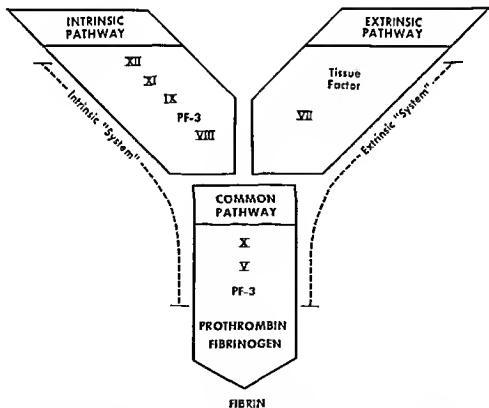 INTRINSIC
PATHWAY
XII
XI
IX
PF-3
VIII
Intrinsic "System"
EXTRINSIC
PATHWAY
Tissue
Factor
VII
Extrinsic "System"
COMMON
PATHWAY
X
V
PF-3
PROTHROMBIN
FIBRINOGEN
FIBRIN